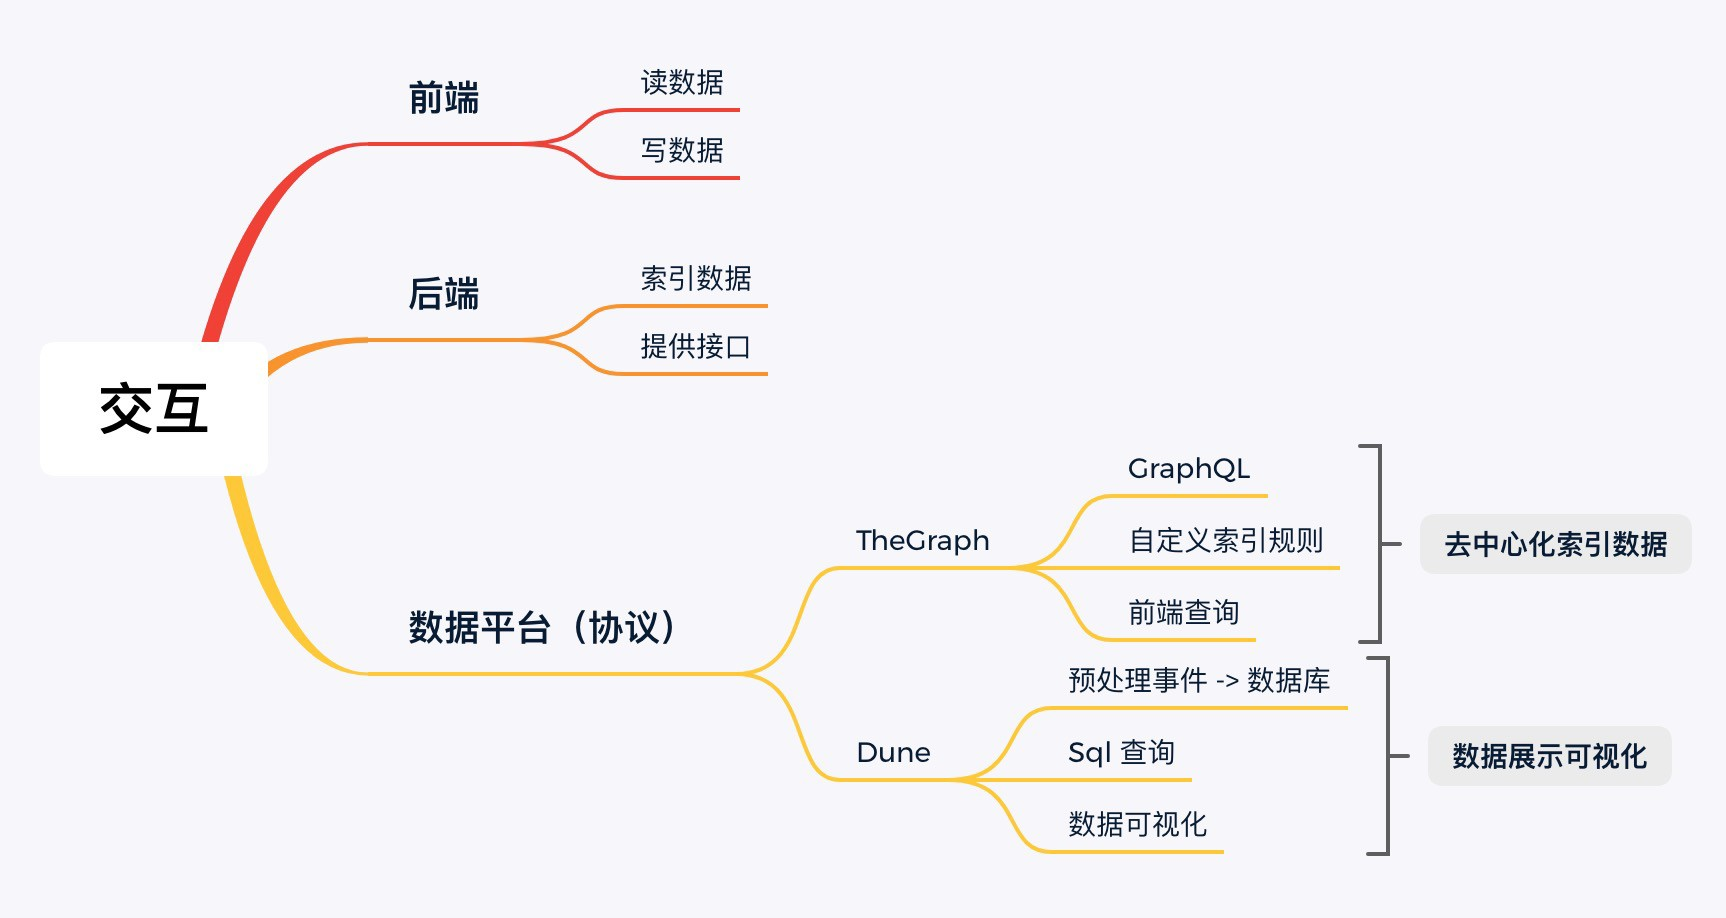 交互
前端
读数据
写数据
后端
索引数据
提供接口
数据平台（协议）
TheGraph
GraphQL
自定义索引规则
前端查询
去中心化索引数据
Dune
预处理事件 -> 数据库
Sql 查询
数据可视化
数据展示可视化